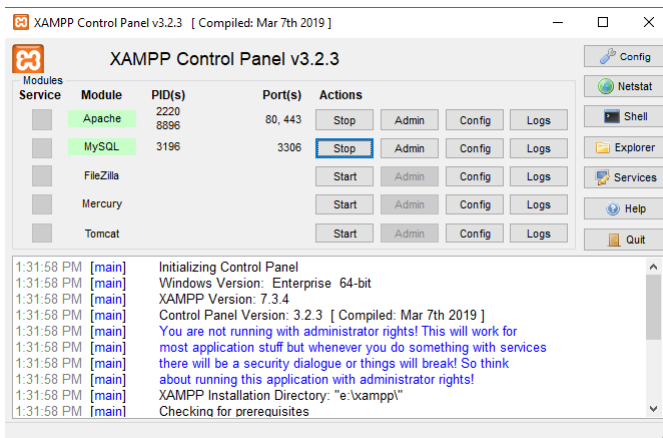 XAMPP Control Panel v3.2.3 [ Compiled: Mar 7th 2019 ]
XAMPP Control Panel v3.2.3
Config
Modules
Service Module PID(s) Port(s) Actions
Netstat
Apache 2220 8896 80, 443 Stop Admin Config Logs
Shell
MySQL 3196 3306 Stop Admin Config Logs
Explorer
FileZilla Start Admin Config Logs
Services
Mercury Start Admin Config Logs
Help
Tomcat Start Admin Config Logs
Quit
1:31:58 PM [main] Initializing Control Panel
1:31:58 PM [main] Windows Version: Enterprise 64-bit
1:31:58 PM [main] XAMPP Version: 7.3.4
1:31:58 PM [main] Control Panel Version: 3.2.3 [ Compiled: Mar 7th 2019 ]
1:31:58 PM [main] You are not running with administrator rights! This will work for
1:31:58 PM [main] most application stuff but whenever you do something with services
1:31:58 PM [main] there will be a security dialogue or things will break! So think
1:31:58 PM [main] about running this application with administrator rights!
1:31:58 PM [main] XAMPP Installation Directory: "e:\xampp\"
1:31:58 PM [main] Checking for prerequisites